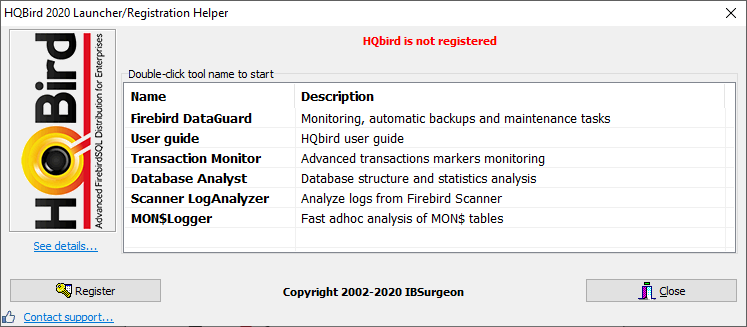 HQBird 2020 Launcher/Registration Helper
HQbird is not registered
HQBird
Advanced FirebirdSQL Distribution for Enterprises
Double-click tool name to start
Name Description
Firebird DataGuard Monitoring, automatic backups and maintenance tasks
User guide HQbird user guide
Transaction Monitor Advanced transactions markers monitoring
Database Analyst Database structure and statistics analysis
Scanner LogAnalyzer Analyze logs from Firebird Scanner
MON$Logger Fast adhoc analysis of MON$ tables
See details...
Register Copyright 2002-2020 IBSurgeon Close
Contact support...